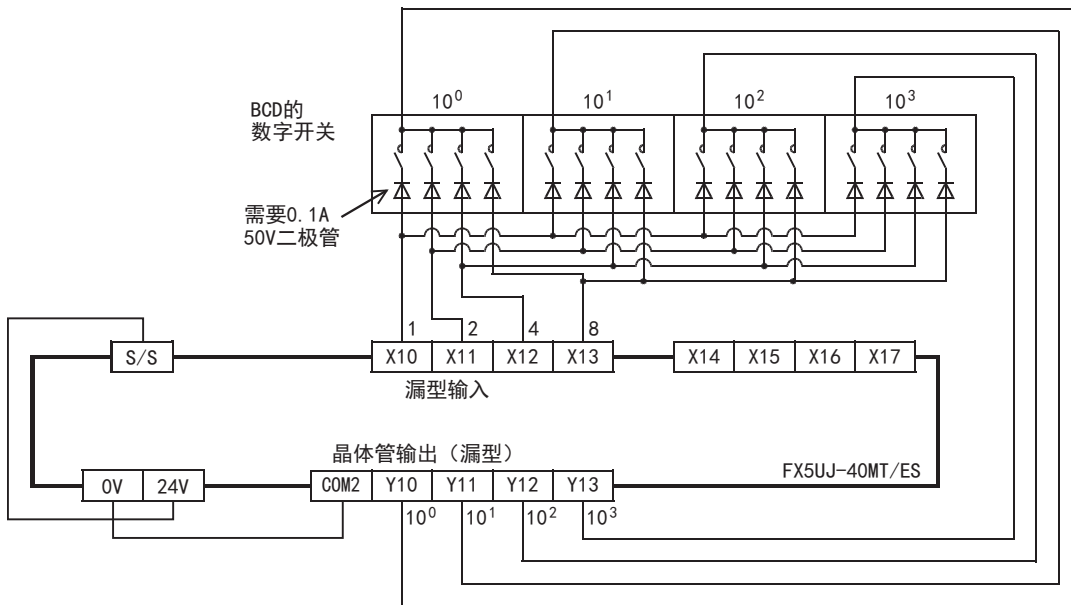 10⁰ 10¹ 10² 10³
BCD的
数字开关
需要0.1A
50V二极管
1 2 4 8
S/S X10 X11 X12 X13 X14 X15 X16 X17
漏型输入
晶体管输出（漏型）
FX5UJ-40MT/ES
0V 24V COM2 Y10 Y11 Y12 Y13
10⁰ 10¹ 10² 10³